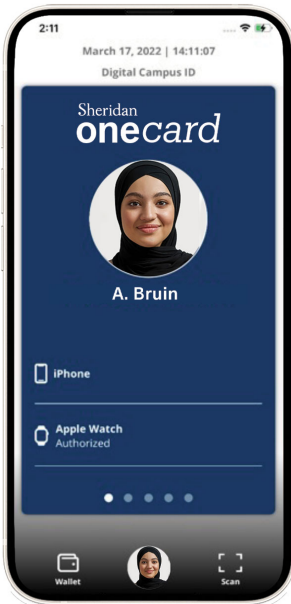 2:11
March 17, 2022 | 14:11:07
Digital Campus ID
Sheridan
onecard
A. Bruin
iPhone
Apple Watch
Authorized
Wallet
Scan